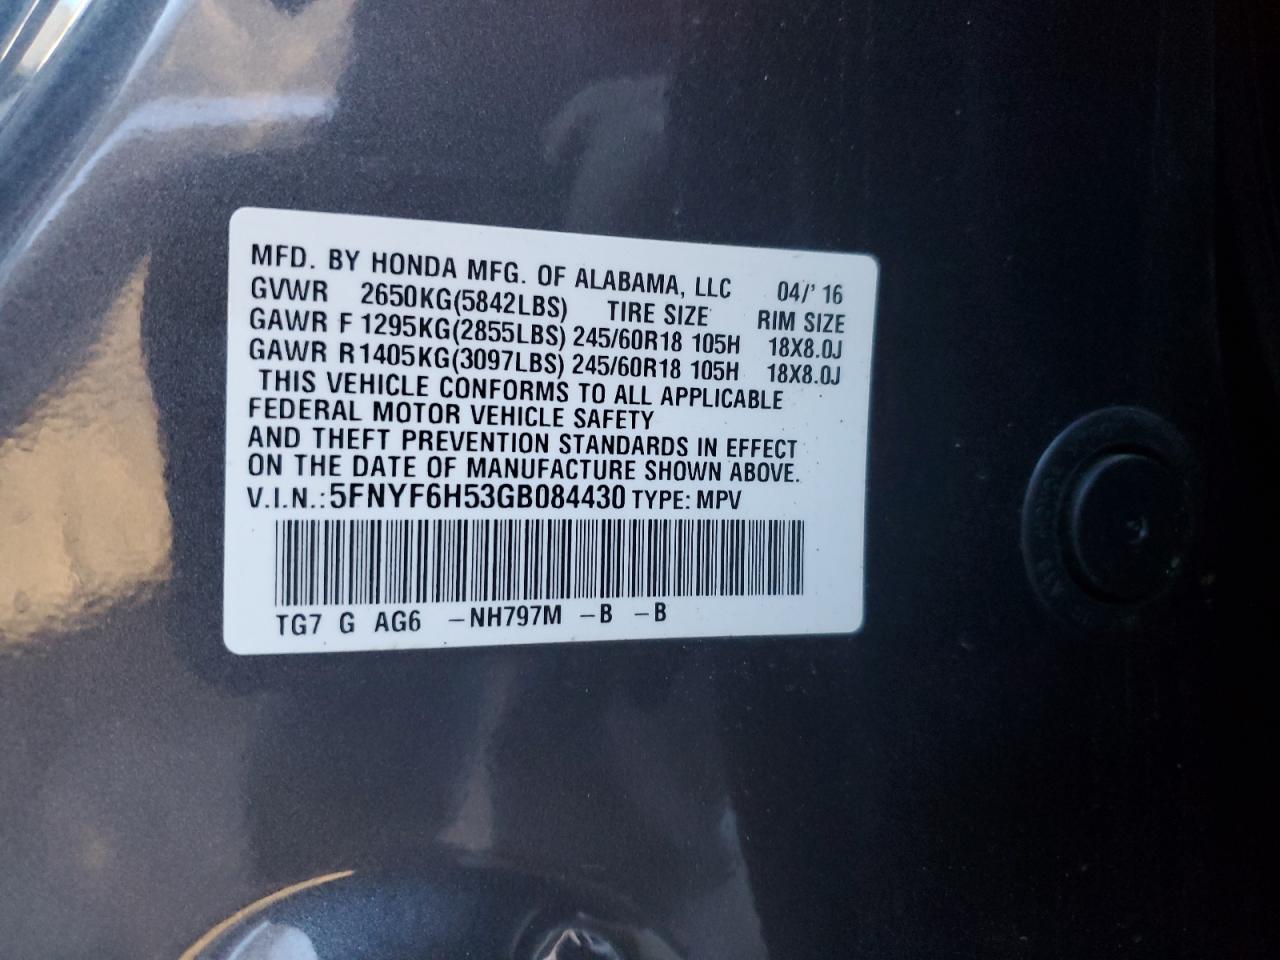 MFD. BY HONDA MFG. OF ALABAMA, LLC 04/' 16
GVWR 2650KG(5842LBS) TIRE SIZE RIM SIZE
GAWR F 1295KG(2855LBS) 245/60R18 105H 18X8.0J
GAWR R1405KG(3097LBS) 245/60R18 105H 18X8.0J
THIS VEHICLE CONFORMS TO ALL APPLICABLE
FEDERAL MOTOR VEHICLE SAFETY
AND THEFT PREVENTION STANDARDS IN EFFECT
ON THE DATE OF MANUFACTURE SHOWN ABOVE.
V.I.N.: 5FNYF6H53GB084430 TYPE: MPV
TG7 G AG6 -NH797M -B -B